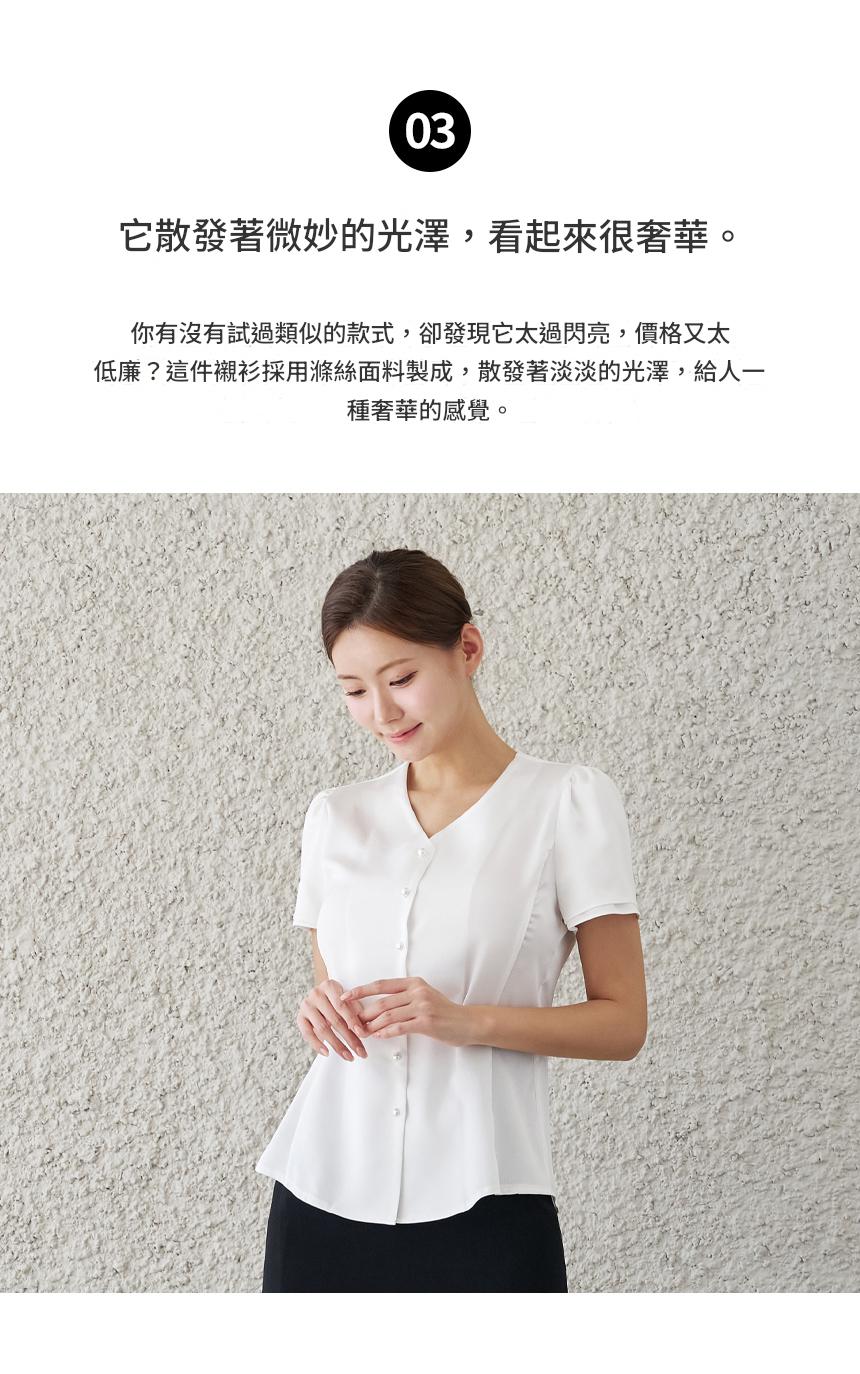 03
它散發著微妙的光澤，看起來很奢華。
你有沒有試過類似的款式，卻發現它太過閃亮，價格又太
低廉？這件襯衫採用滌絲面料製成，散發著淡淡的光澤，給人一
種奢華的感覺。